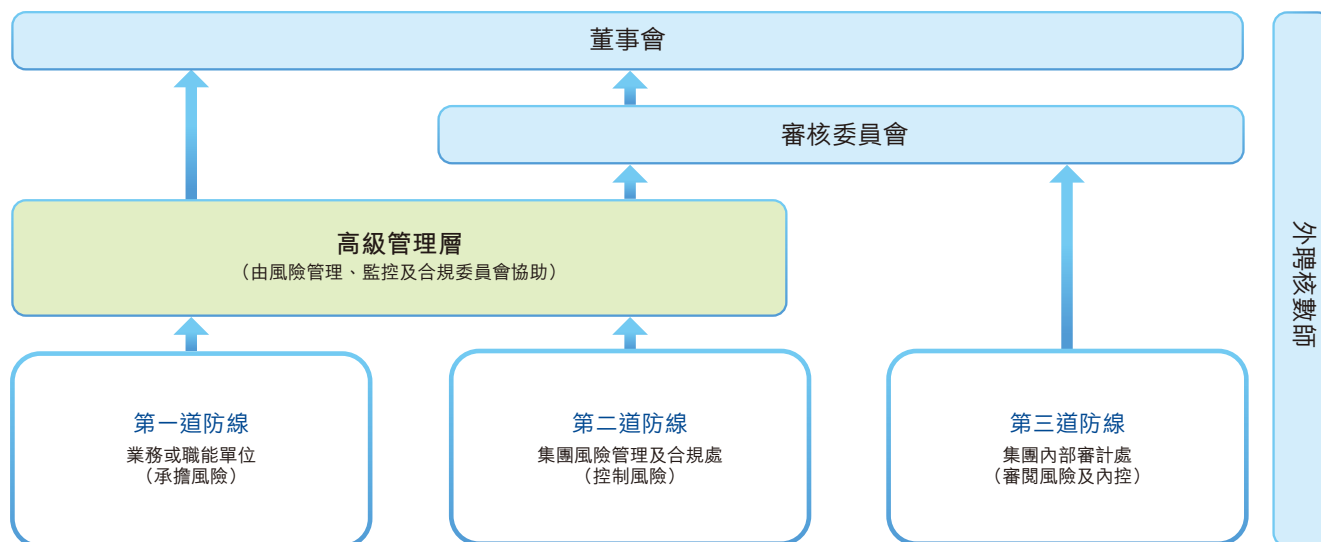 董事會
審核委員會
高級管理層
（由風險管理、監控及合規委員會協助）
第一道防線
業務或職能單位
（承擔風險）
第二道防線
集團風險管理及合規處
（控制風險）
第三道防線
集團內部審計處
（審閱風險及內控）
外聘核數師